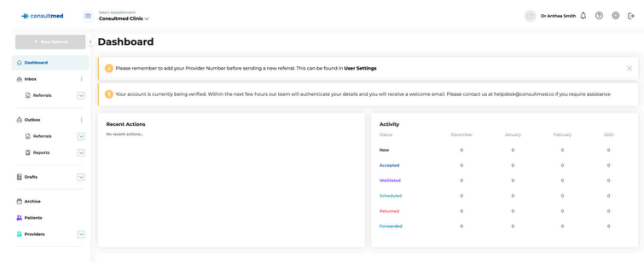 consultmed
Select establishment
Consultmed Clinic
Dr Anthea Smith
+ New Referral
Dashboard
Inbox
Referrals
Outbox
Referrals
Reports
Drafts
Archive
Patients
Providers
Dashboard
Please remember to add your Provider Number before sending a new referral. This can be found in User Settings
Your account is currently being verified. Within the next few hours our team will authenticate your details and you will receive a welcome email. Please contact us at helpdesk@consultmed.co if you require assistance
Recent Actions
No recent actions...
Activity
Status December January February
New 0 0 0 0
Accepted 0 0 0 0
Waitlisted 0 0 0 0
Scheduled 0 0 0 0
Returned 0 0 0 0
Forwarded 0 0 0 0